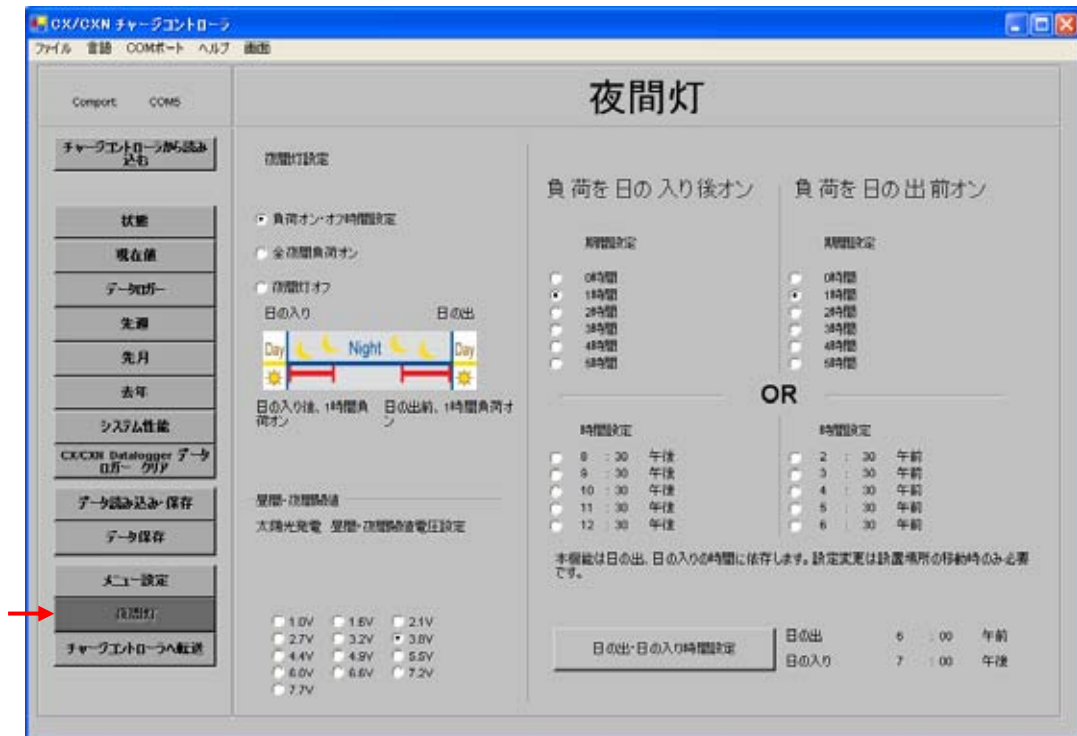 CX/CXN チャージコントローラ
ファイル 言語 COMポート ヘルプ 画面
Comport: COM5
夜間灯
チャージコントローラから読み
込む
状態
現在値
データロガー
先週
先月
去年
システム性能
CX/CXN Datalogger データ
ロガー クリア
データ読み込み・保存
データ保存
メニュー設定
夜間灯
チャージコントローラへ転送
夜間灯設定
負荷オン・オフ時間設定
全夜間負荷オン
夜間灯オフ
日の入り 日の出
Day Night Day
日の入り後、1時間負
荷オン
日の出前、1時間負荷オ
ン
昼間・夜間閾値
太陽光発電 昼間・夜間閾値電圧設定
1.0V 1.6V 2.1V
2.7V 3.2V 3.8V
4.4V 4.9V 5.5V
6.0V 6.6V 7.2V
7.7V
負荷を日の入り後オン
期間設定
0時間
1時間
2時間
3時間
4時間
6時間
負荷を日の出前オン
期間設定
0時間
1時間
2時間
3時間
4時間
6時間
OR
時間設定
8 : 30 午後
9 : 30 午後
10 : 30 午後
11 : 30 午後
12 : 30 午後
時間設定
2 : 30 午前
3 : 30 午前
4 : 30 午前
5 : 30 午前
6 : 30 午前
本機能は日の出、日の入りの時間に依存します。設定変更は設置場所の移動時のみ必要
です。
日の出・日の入り時間設定
日の出 6 : 00 午前
日の入り 7 : 00 午後